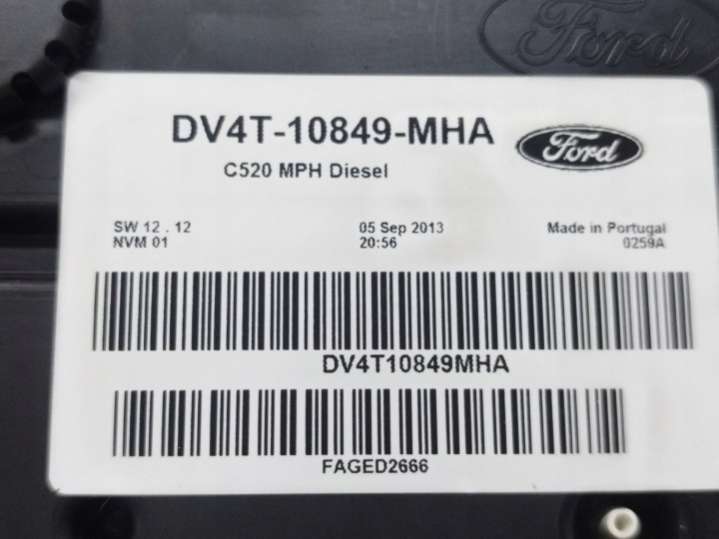 Ford
DV4T-10849-MHA
Ford
C520 MPH Diesel
SW 12 . 12 05 Sep 2013 Made in Portugal
NVM 01 20:56 0259A
DV4T10849MHA
FAGED2666